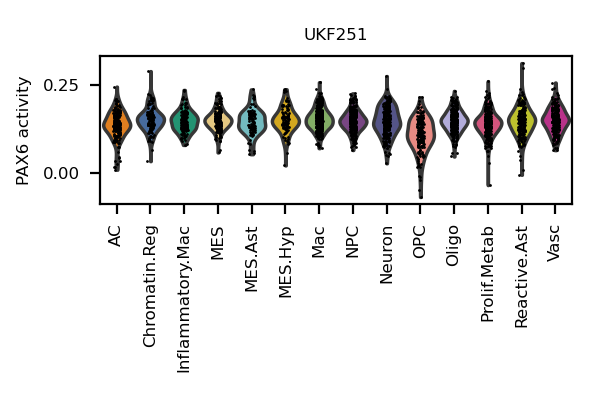 UKF251
PAX6 activity
0.25
0.00
AC
Chromatin.Reg
Inflammatory.Mac
MES
MES.Ast
MES.Hyp
Mac
NPC
Neuron
OPC
Oligo
Prolif.Metab
Reactive.Ast
Vasc